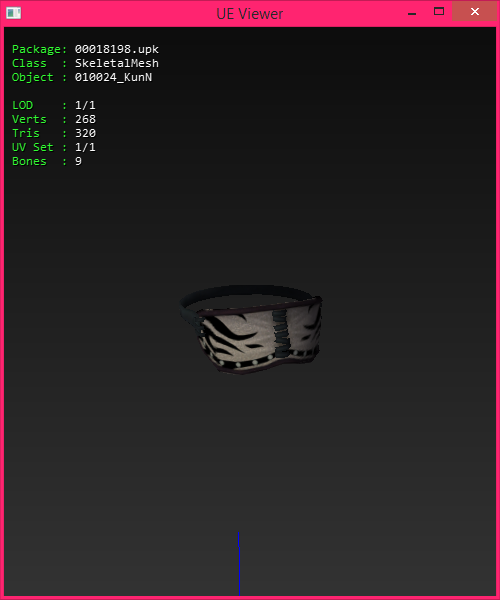 UE Viewer
Package: 00018198.upk
Class : SkeletalMesh
Object : 010024_KunN
LOD : 1/1
Verts : 268
Tris : 320
UV Set : 1/1
Bones : 9